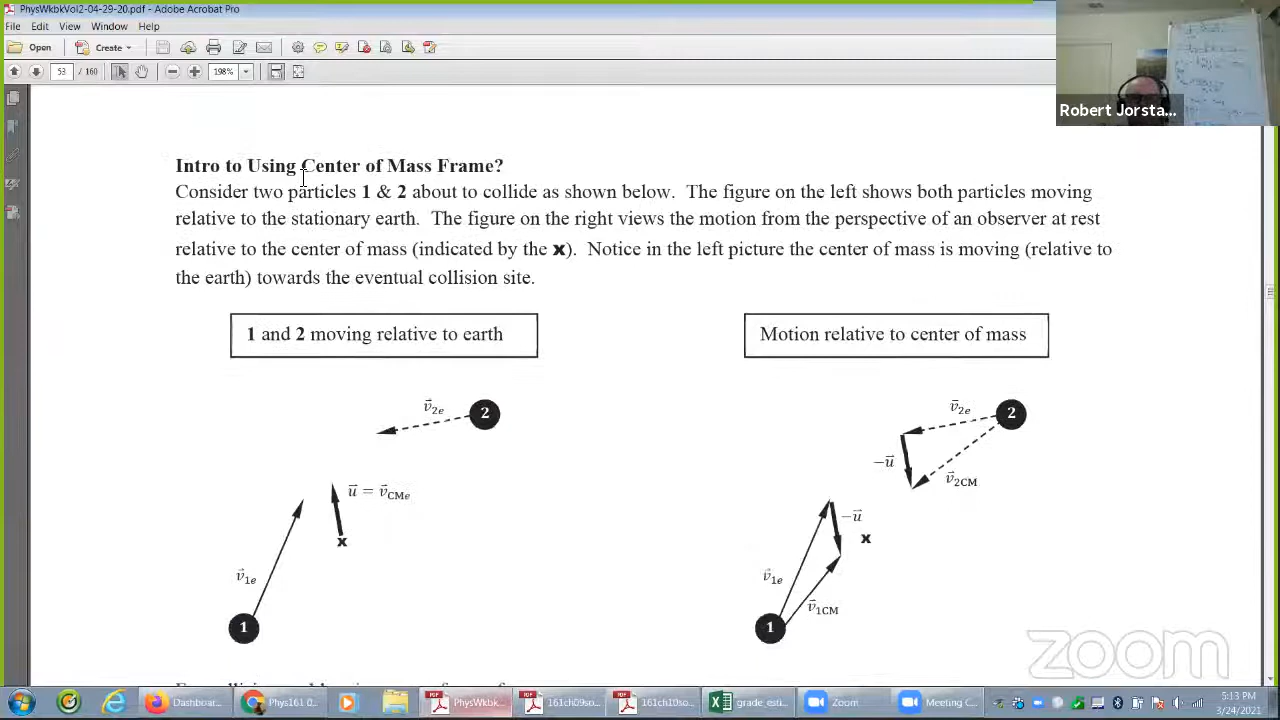 PhysWkbkVol2-04-29-20.pdf - Adobe Acrobat Pro
File Edit View Window Help
Open Create
53 / 160 198%
Robert Jorsta...
Intro to Using Center of Mass Frame?
Consider two particles 1 & 2 about to collide as shown below. The figure on the left shows both particles moving
relative to the stationary earth. The figure on the right views the motion from the perspective of an observer at rest
relative to the center of mass (indicated by the x). Notice in the left picture the center of mass is moving (relative to
the earth) towards the eventual collision site.
1 and 2 moving relative to earth
Motion relative to center of mass
v⃗2e 2
u⃗ = v⃗CMe
x
v⃗1e
1
v⃗2e 2
−u⃗
v⃗2CM
−u⃗
x
v⃗1e
v⃗1CM
1
zoom
Dashboar... Phys161 0... PhysWkbk... 161ch09so... 161ch10so... grade_esti... Zoom Meeting C...
5:13 PM
3/24/2021